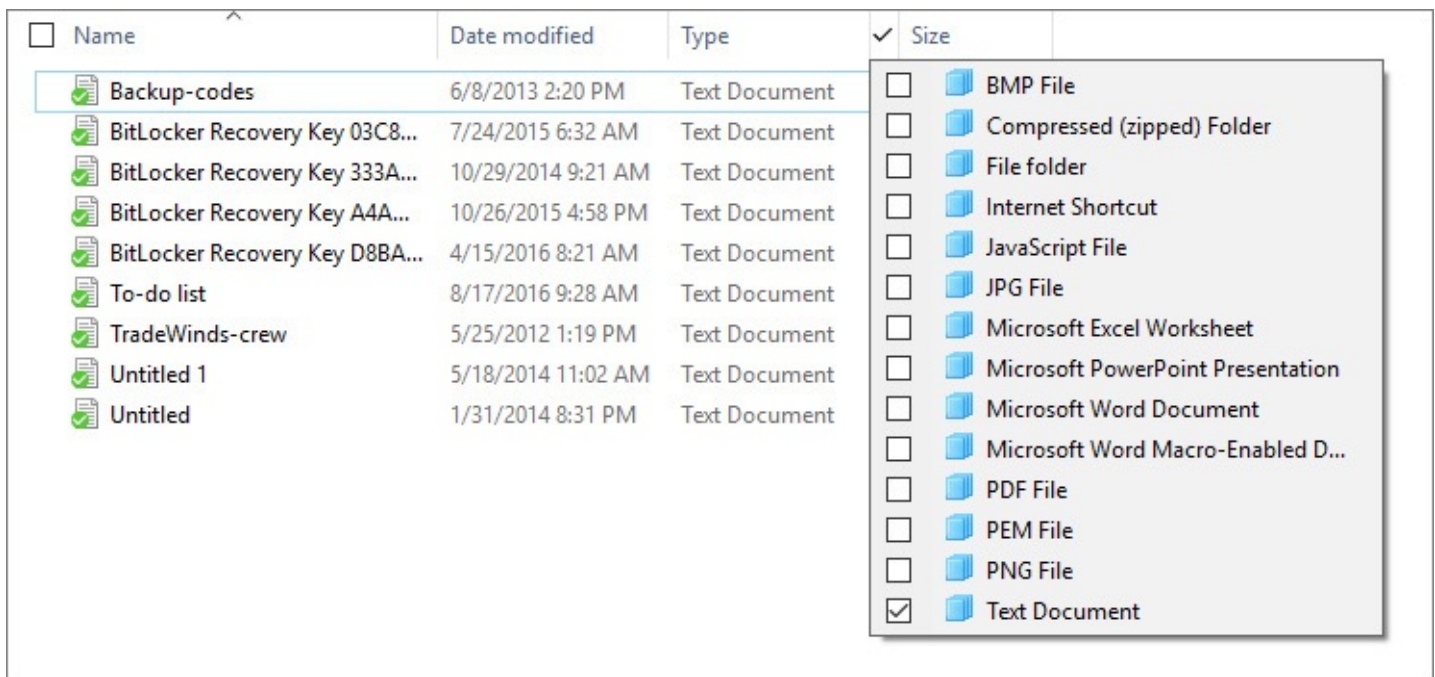 Name Date modified Type Size
Backup-codes 6/8/2013 2:20 PM Text Document
BitLocker Recovery Key 03C8... 7/24/2015 6:32 AM Text Document
BitLocker Recovery Key 333A... 10/29/2014 9:21 AM Text Document
BitLocker Recovery Key A4A... 10/26/2015 4:58 PM Text Document
BitLocker Recovery Key D8BA... 4/15/2016 8:21 AM Text Document
To-do list 8/17/2016 9:28 AM Text Document
TradeWinds-crew 5/25/2012 1:19 PM Text Document
Untitled 1 5/18/2014 11:02 AM Text Document
Untitled 1/31/2014 8:31 PM Text Document
BMP File
Compressed (zipped) Folder
File folder
Internet Shortcut
JavaScript File
JPG File
Microsoft Excel Worksheet
Microsoft PowerPoint Presentation
Microsoft Word Document
Microsoft Word Macro-Enabled D...
PDF File
PEM File
PNG File
Text Document